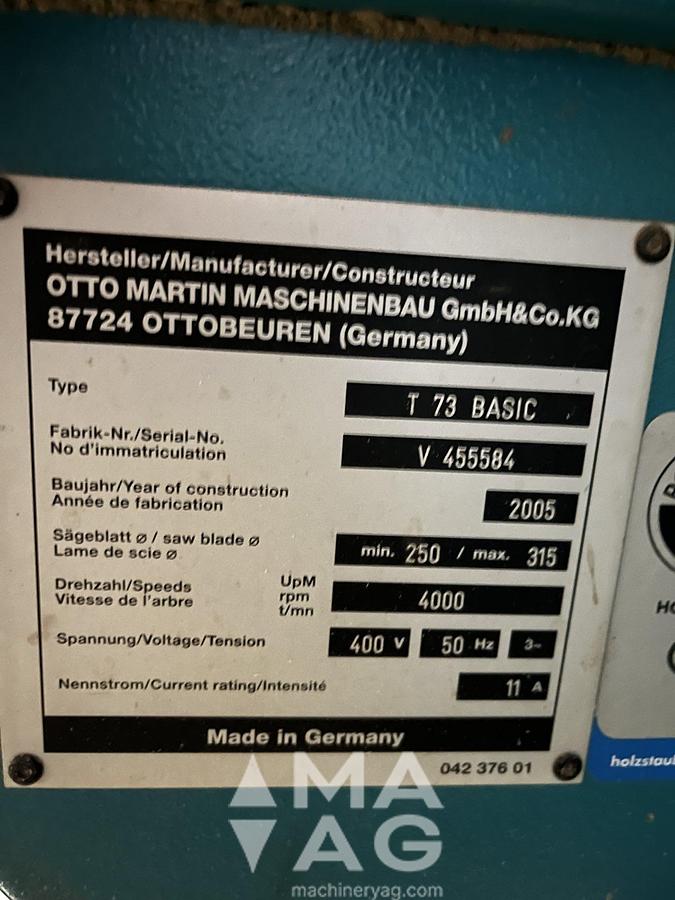 Hersteller/Manufacturer/Constructeur
OTTO MARTIN MASCHINENBAU GmbH&Co.KG
87724 OTTOBEUREN (Germany)
Type
T 73 BASIC
Fabrik-Nr./Serial-No.
No d'immatriculation
V 455584
Baujahr/Year of construction
Année de fabrication
2005
Sägeblatt ø / saw blade ø
Lame de scie ø
min. 250 / max. 315
Drehzahl/Speeds
Vitesse de l'arbre
UpM
rpm
t/mn
4000
Spannung/Voltage/Tension
400 V 50 Hz 3~
Nennstrom/Current rating/Intensité
11 A
Made in Germany
042 376 01
MA
AG
machineryag.com